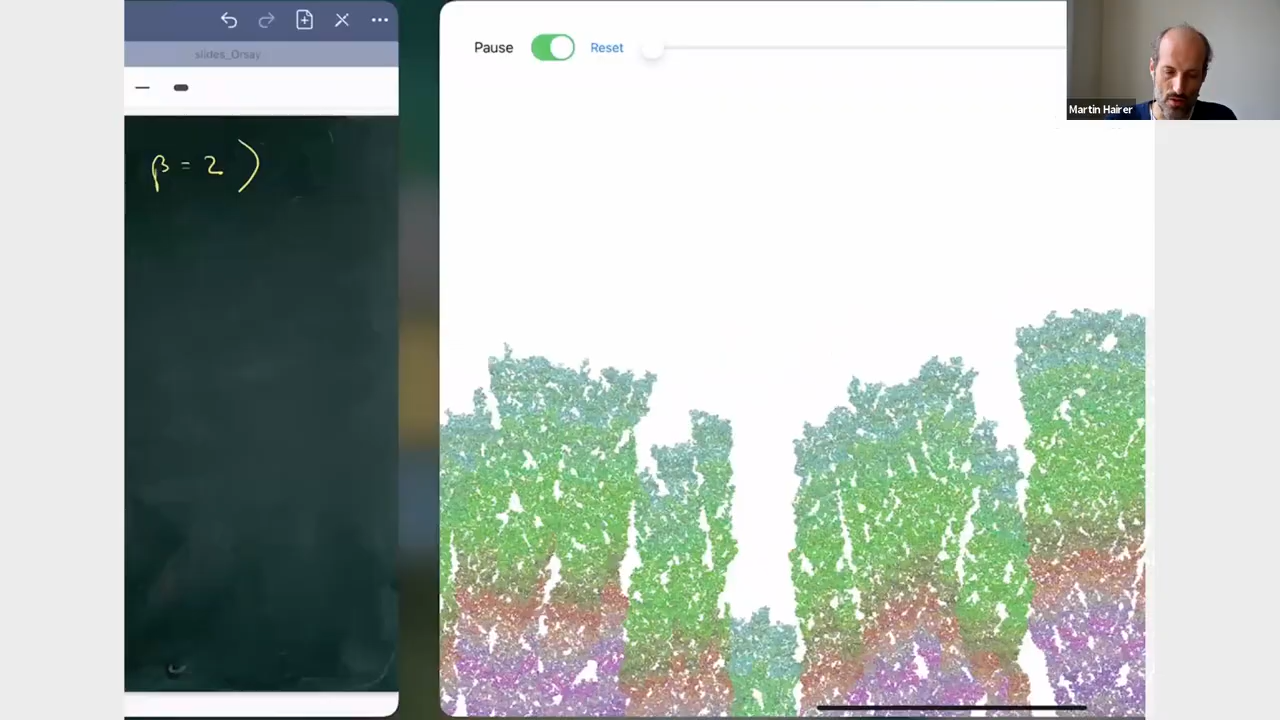 slides_Orsay
β = 2 )
Pause
Reset
Martin Hairer